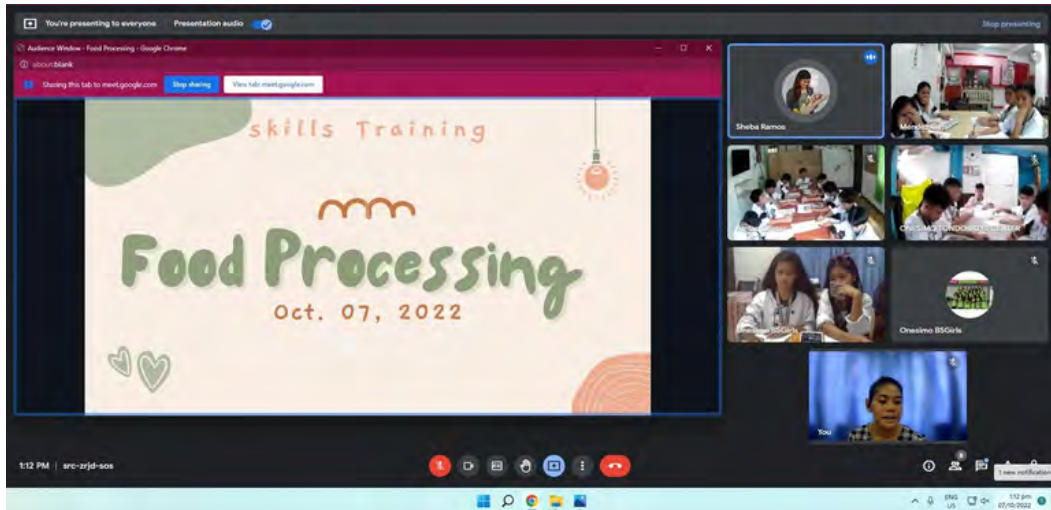 You're presenting to everyone
Presentation audio
Stop presenting
Audience Window - Food Processing - Google Chrome
about:blank
Sharing this tab to meet.google.com
Stop sharing
View tab: meet.google.com
skills Training
Food Processing
Oct. 07, 2022
Sheba Ramos
Onesimo BSGirls
Onesimo BSGirls
You
1:12 PM | src-zrjd-sos
8
1 new notification
ENG
US
1:12 pm
07/10/2022